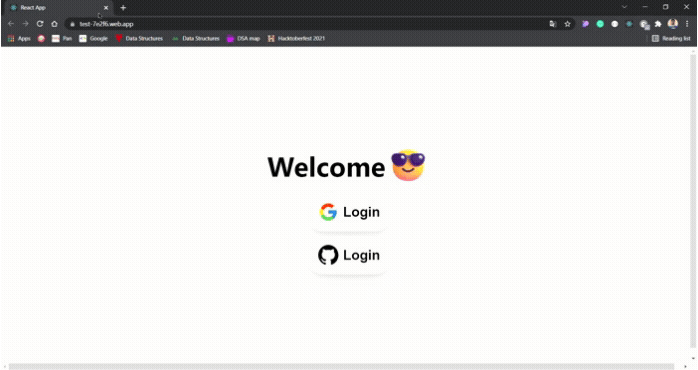 React App
test-7e2f6.web.app
Apps
Pan
Google
Data Structures
Data Structures
DSA map
Hacktoberfest 2021
Reading list
Welcome
Login
Login